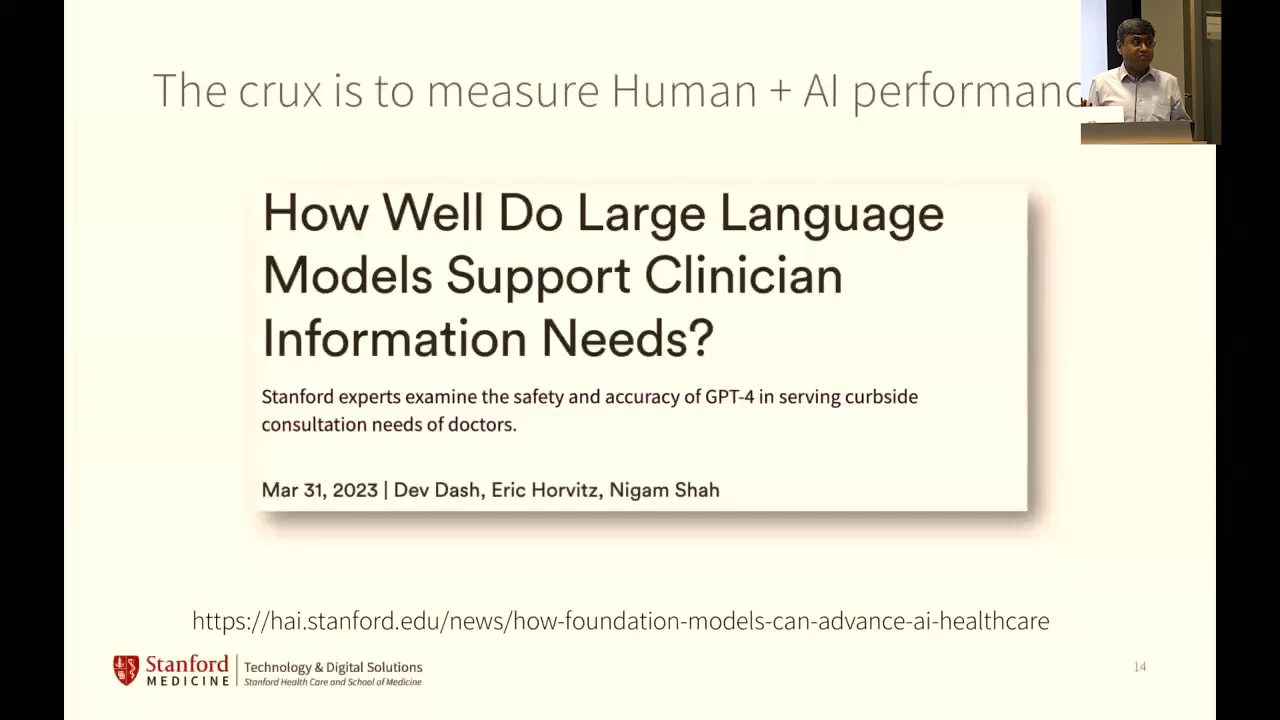 The crux is to measure Human + AI performanc
How Well Do Large Language
Models Support Clinician
Information Needs?
Stanford experts examine the safety and accuracy of GPT-4 in serving curbside
consultation needs of doctors.
Mar 31, 2023 | Dev Dash, Eric Horvitz, Nigam Shah
https://hai.stanford.edu/news/how-foundation-models-can-advance-ai-healthcare
Stanford MEDICINE | Technology & Digital Solutions
Stanford Health Care and School of Medicine
14